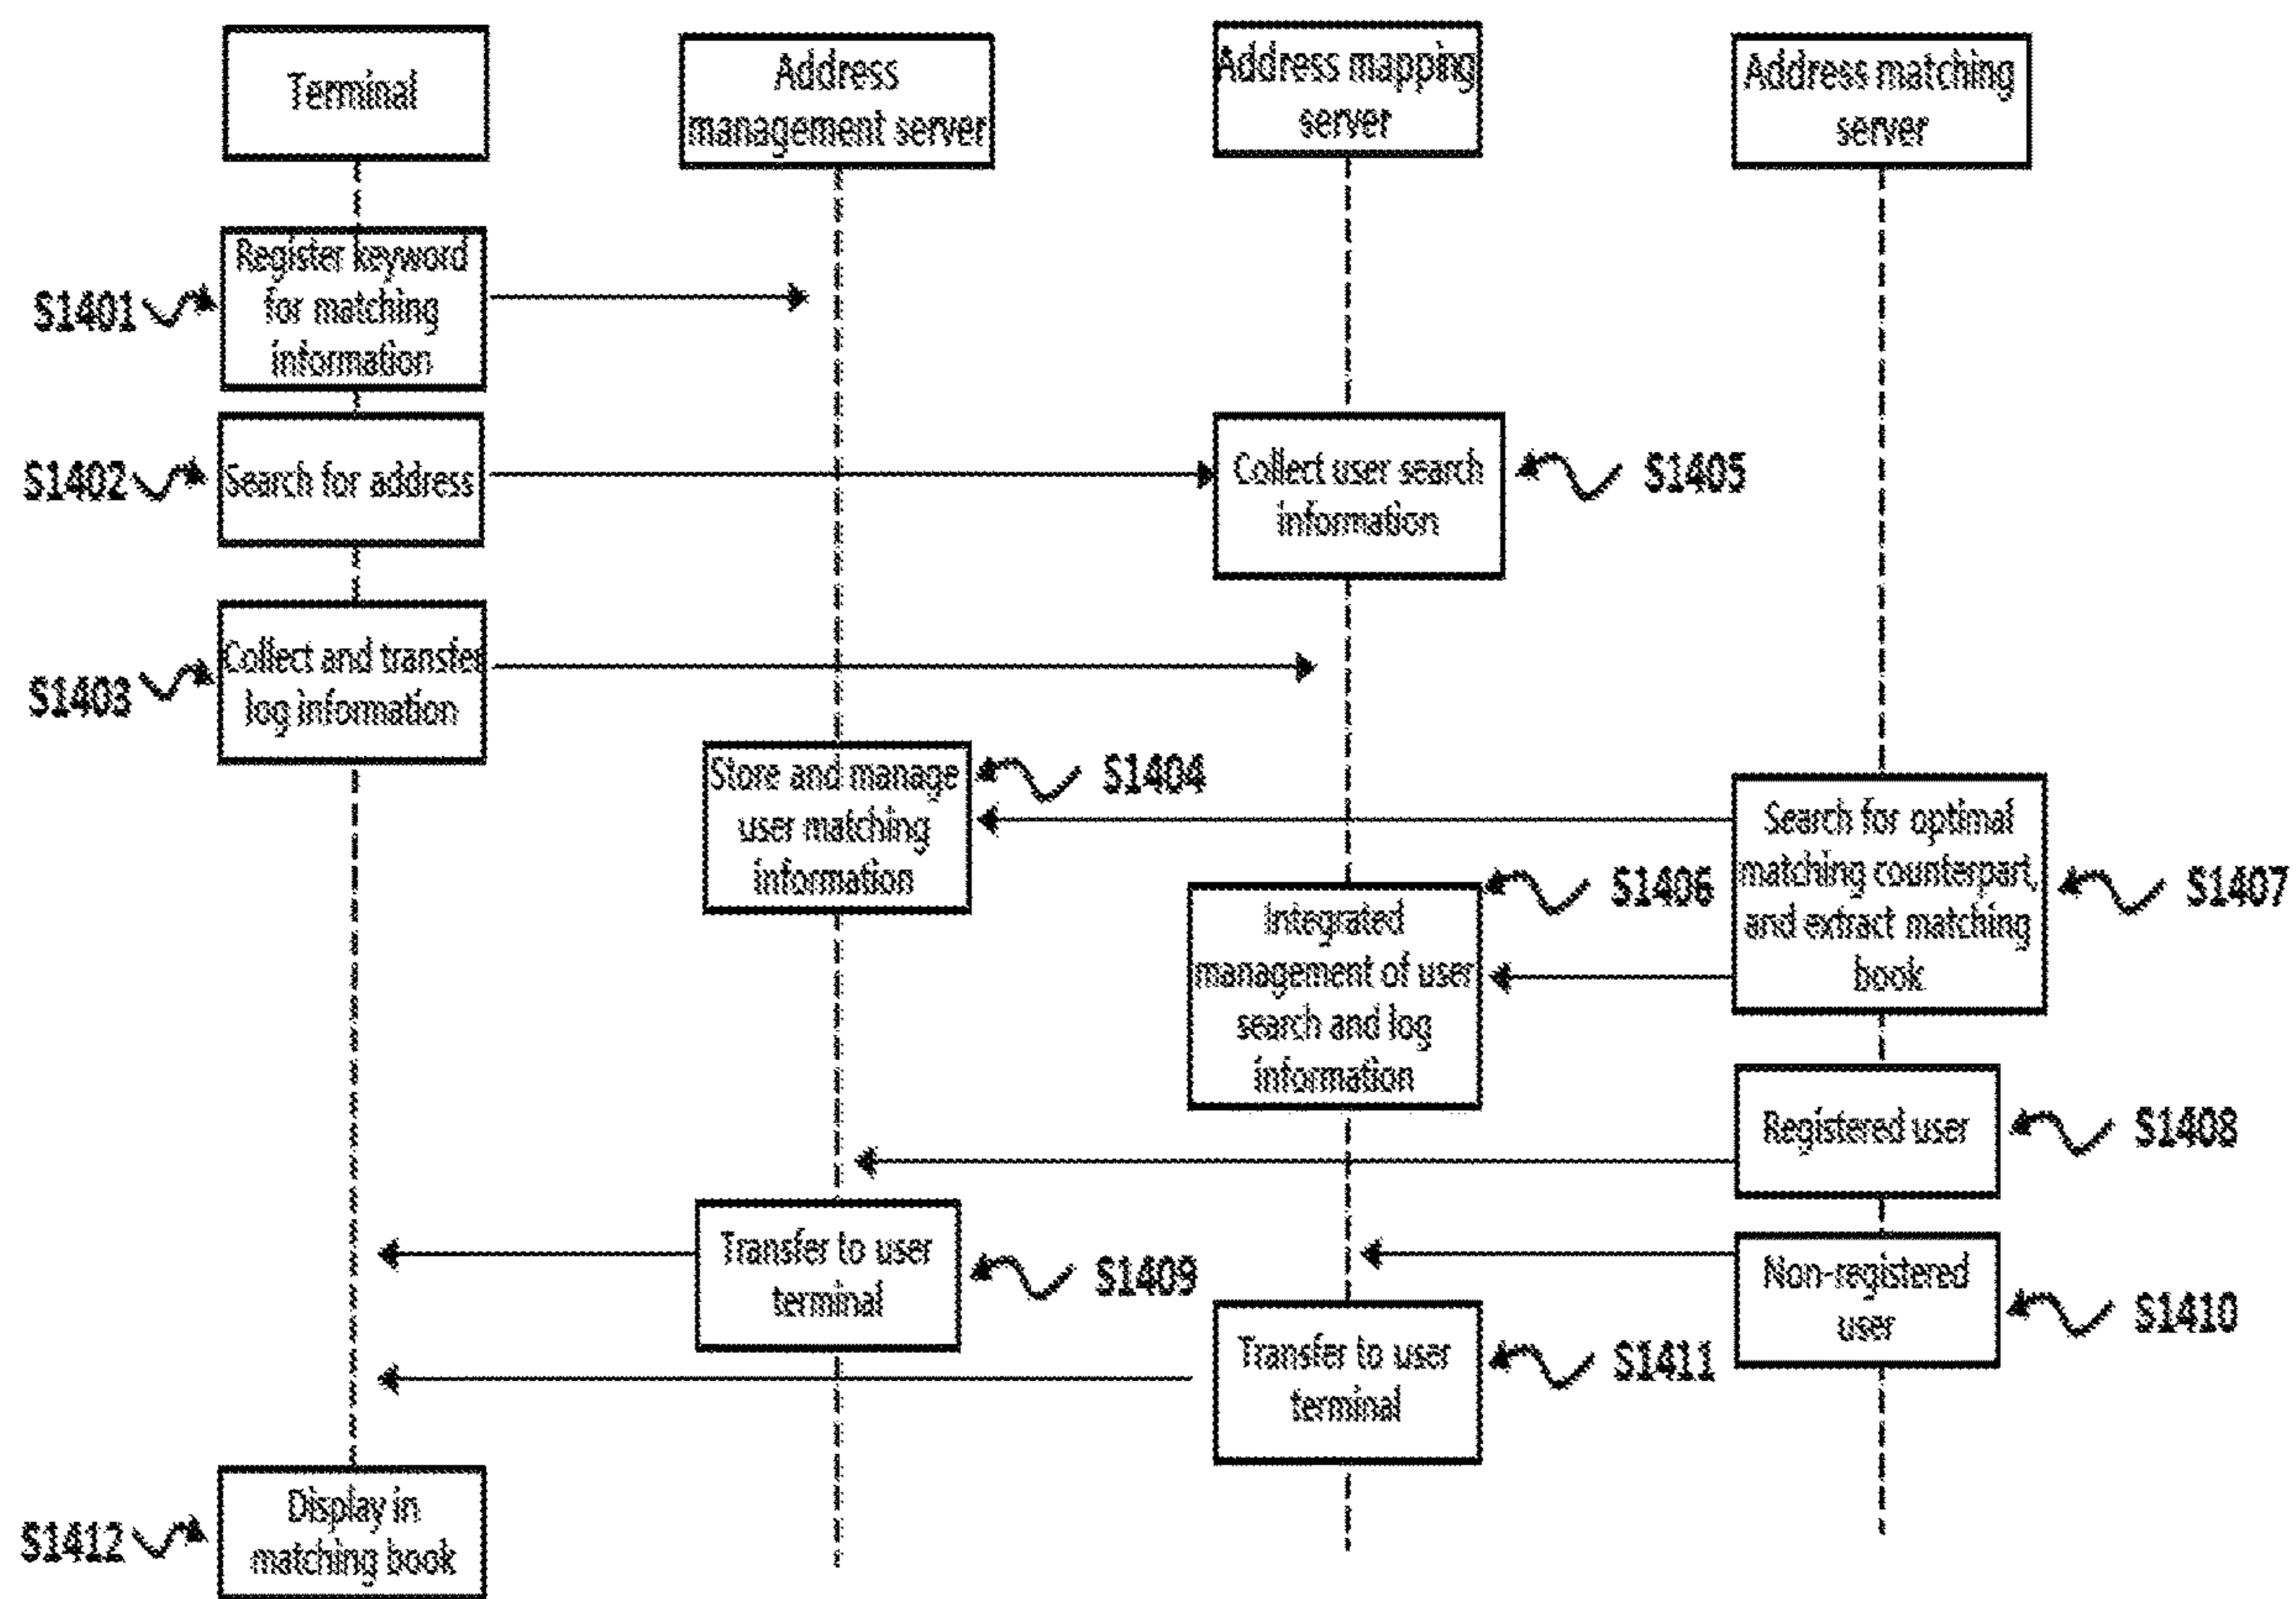 Terminal
Address
management server
Address mapping
server
Address matching
server
Register keyword
for matching
information
S1401
Search for address
S1402
Collect user search
information
S1405
Collect and transfer
log information
S1403
Store and manage
user matching
information
S1404
Search for optimal
matching counterpart,
and extract matching
book
S1407
Integrated
management of user
search and log
information
S1406
Registered user
S1408
Transfer to user
terminal
S1409
Non-registered
user
S1410
Transfer to user
terminal
S1411
Display in
matching book
S1412